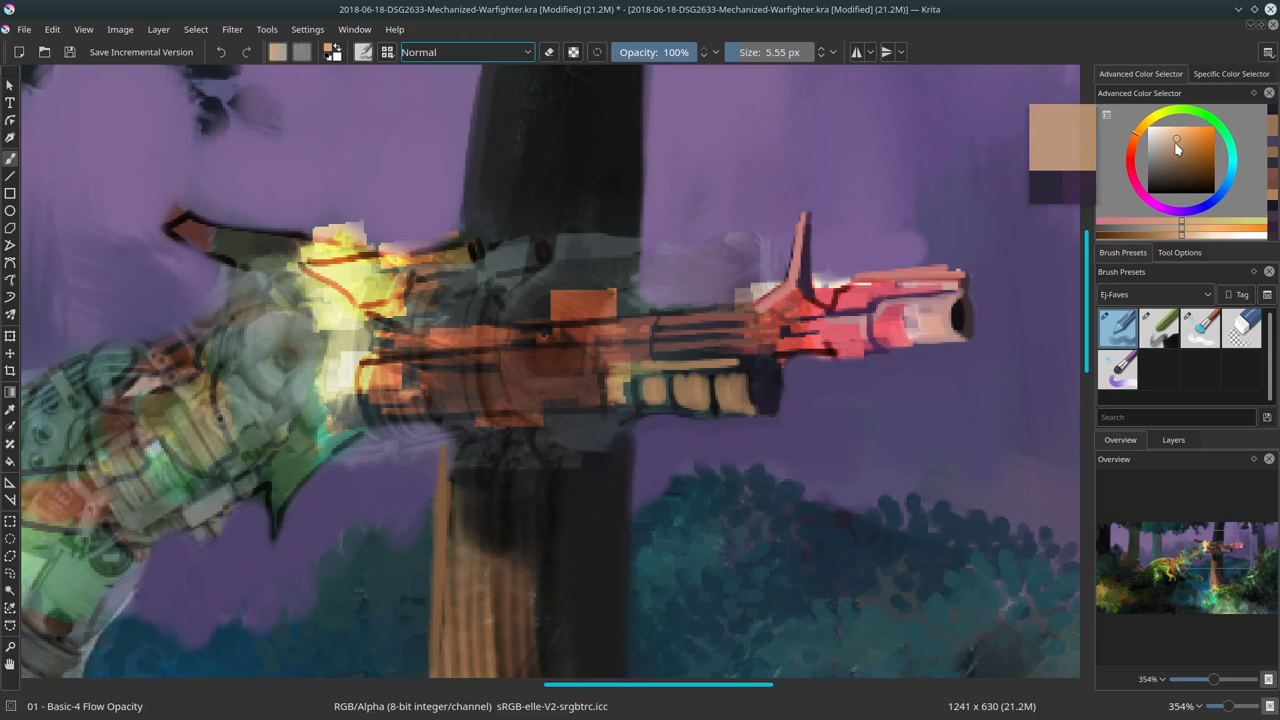 2018-06-18-DSG2633-Mechanized-Warfighter.kra [Modified] (21.2M) * - [2018-06-18-DSG2633-Mechanized-Warfighter.kra [Modified] (21.2M)] — Krita
File Edit View Image Layer Select Filter Tools Settings Window Help
Save Incremental Version
Normal
Opacity: 100%
Size: 5.55 px
Advanced Color Selector
Specific Color Selector
Advanced Color Selector
Brush Presets
Tool Options
Brush Presets
Ej-Faves
Tag
Search
Overview
Layers
Overview
354%
01 - Basic-4 Flow Opacity
RGB/Alpha (8-bit integer/channel) sRGB-elle-V2-srgbtrc.icc
1241 x 630 (21.2M)
354%